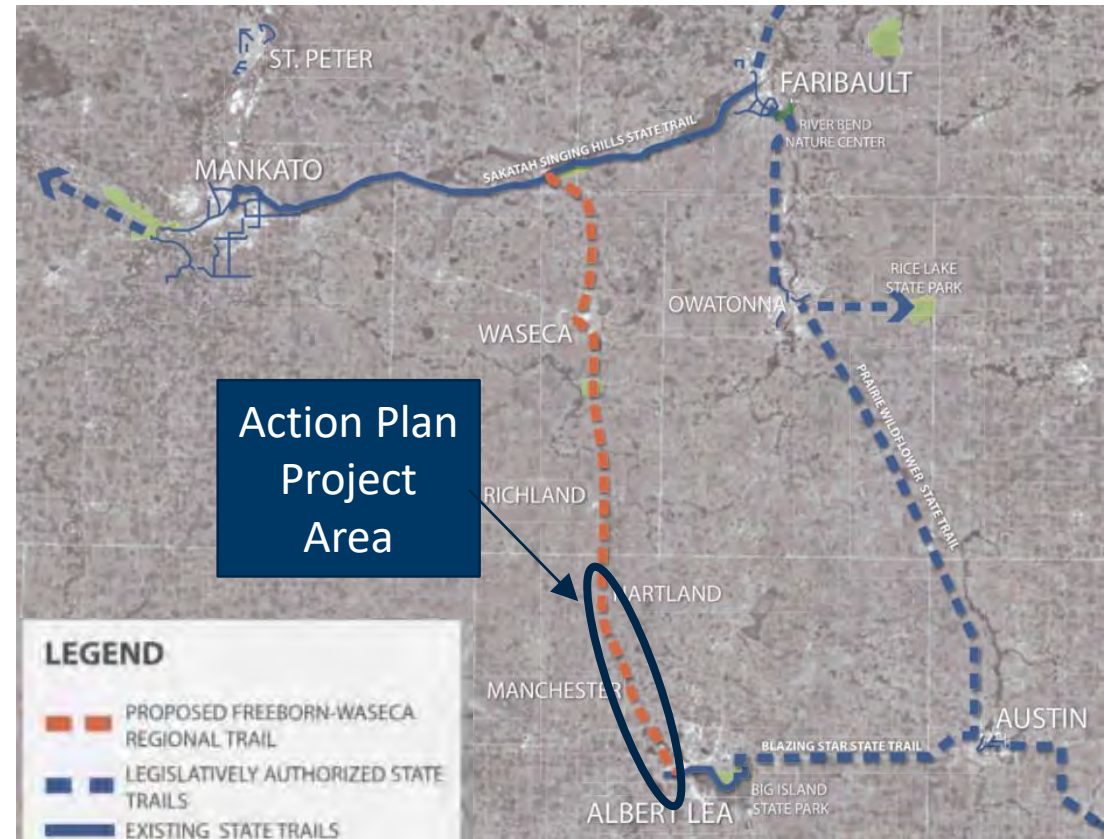 ST. PETER
FARIBAULT
RIVER BEND
NATURE CENTER
SAKATAH SINGING HILLS STATE TRAIL
MANKATO
RICE LAKE
STATE PARK
OWATONNA
WASECA
PRAIRIE WILDFLOWER STATE TRAIL
Action Plan
Project
Area
RICHLAND
HARTLAND
MANCHESTER
AUSTIN
BLAZING STAR STATE TRAIL
BIG ISLAND
STATE PARK
ALBERT LEA
LEGEND
PROPOSED FREEBORN-WASECA
REGIONAL TRAIL
LEGISLATIVELY AUTHORIZED STATE
TRAILS
EXISTING STATE TRAILS